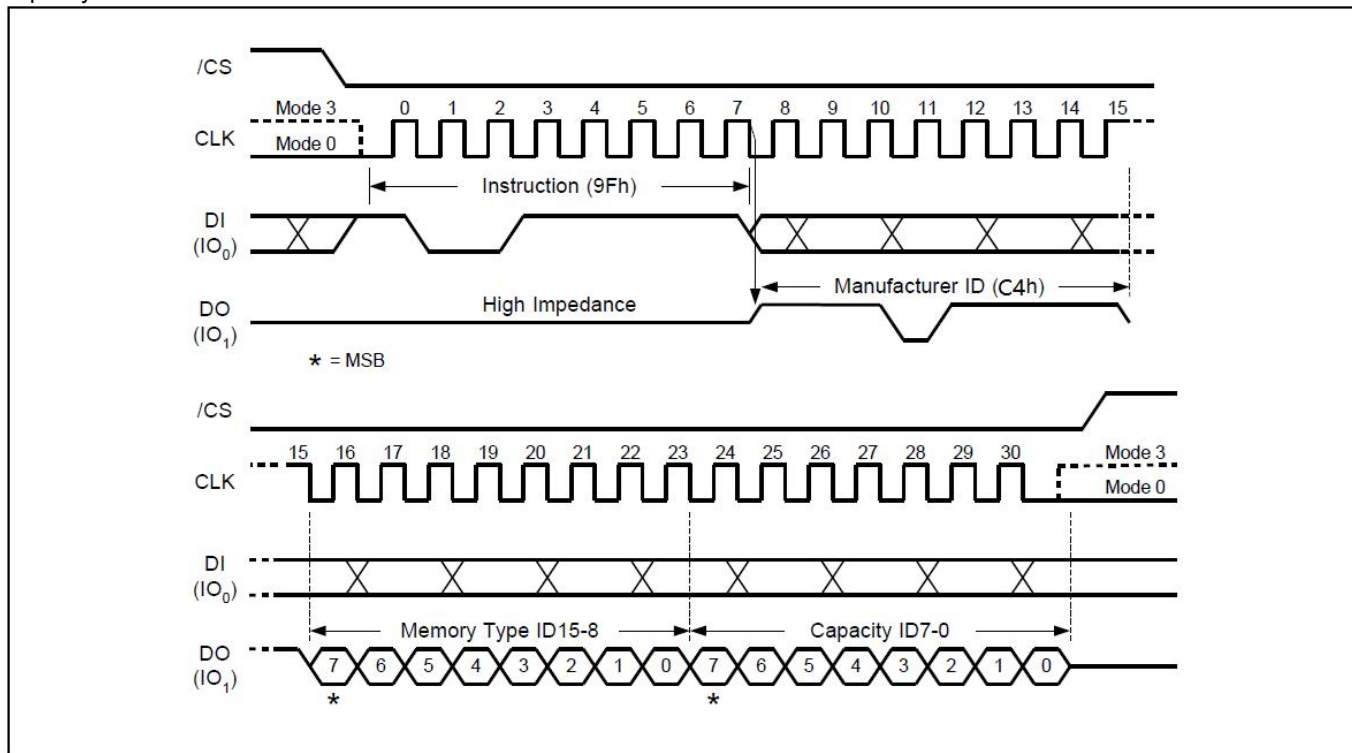 /CS
Mode 3
0 1 2 3 4 5 6 7 8 9 10 11 12 13 14 15
CLK
Mode 0
Instruction (9Fh)
DI
(IO₀)
Manufacturer ID (C4h)
High Impedance
DO
(IO₁)
* = MSB
/CS
15 16 17 18 19 20 21 22 23 24 25 26 27 28 29 30
Mode 3
CLK
Mode 0
DI
(IO₀)
Memory Type ID15-8
Capacity ID7-0
DO
(IO₁)
7 6 5 4 3 2 1 0 7 6 5 4 3 2 1 0
* *